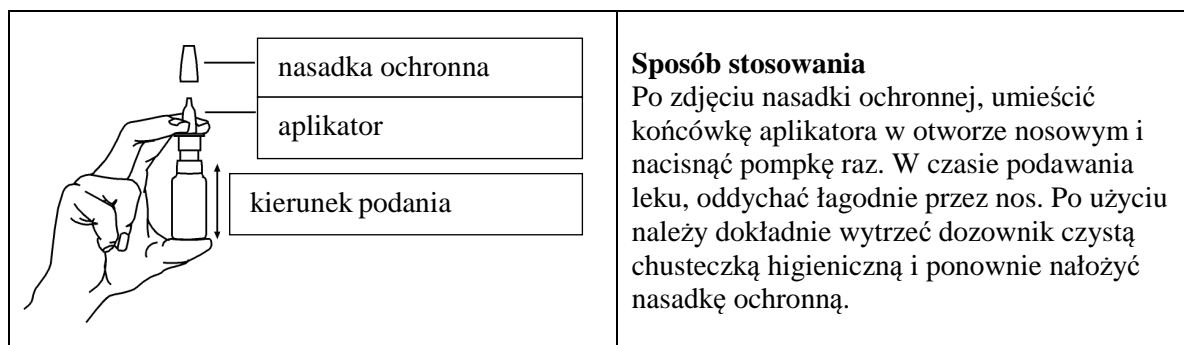 nasadka ochronna
aplikator
kierunek podania
Sposób stosowania
Po zdjęciu nasadki ochronnej, umieścić
końcówkę aplikatora w otworze nosowym i
nacisnąć pompkę raz. W czasie podawania
leku, oddychać łagodnie przez nos. Po użyciu
należy dokładnie wytrzeć dozownik czystą
chusteczką higieniczną i ponownie nałożyć
nasadkę ochronną.